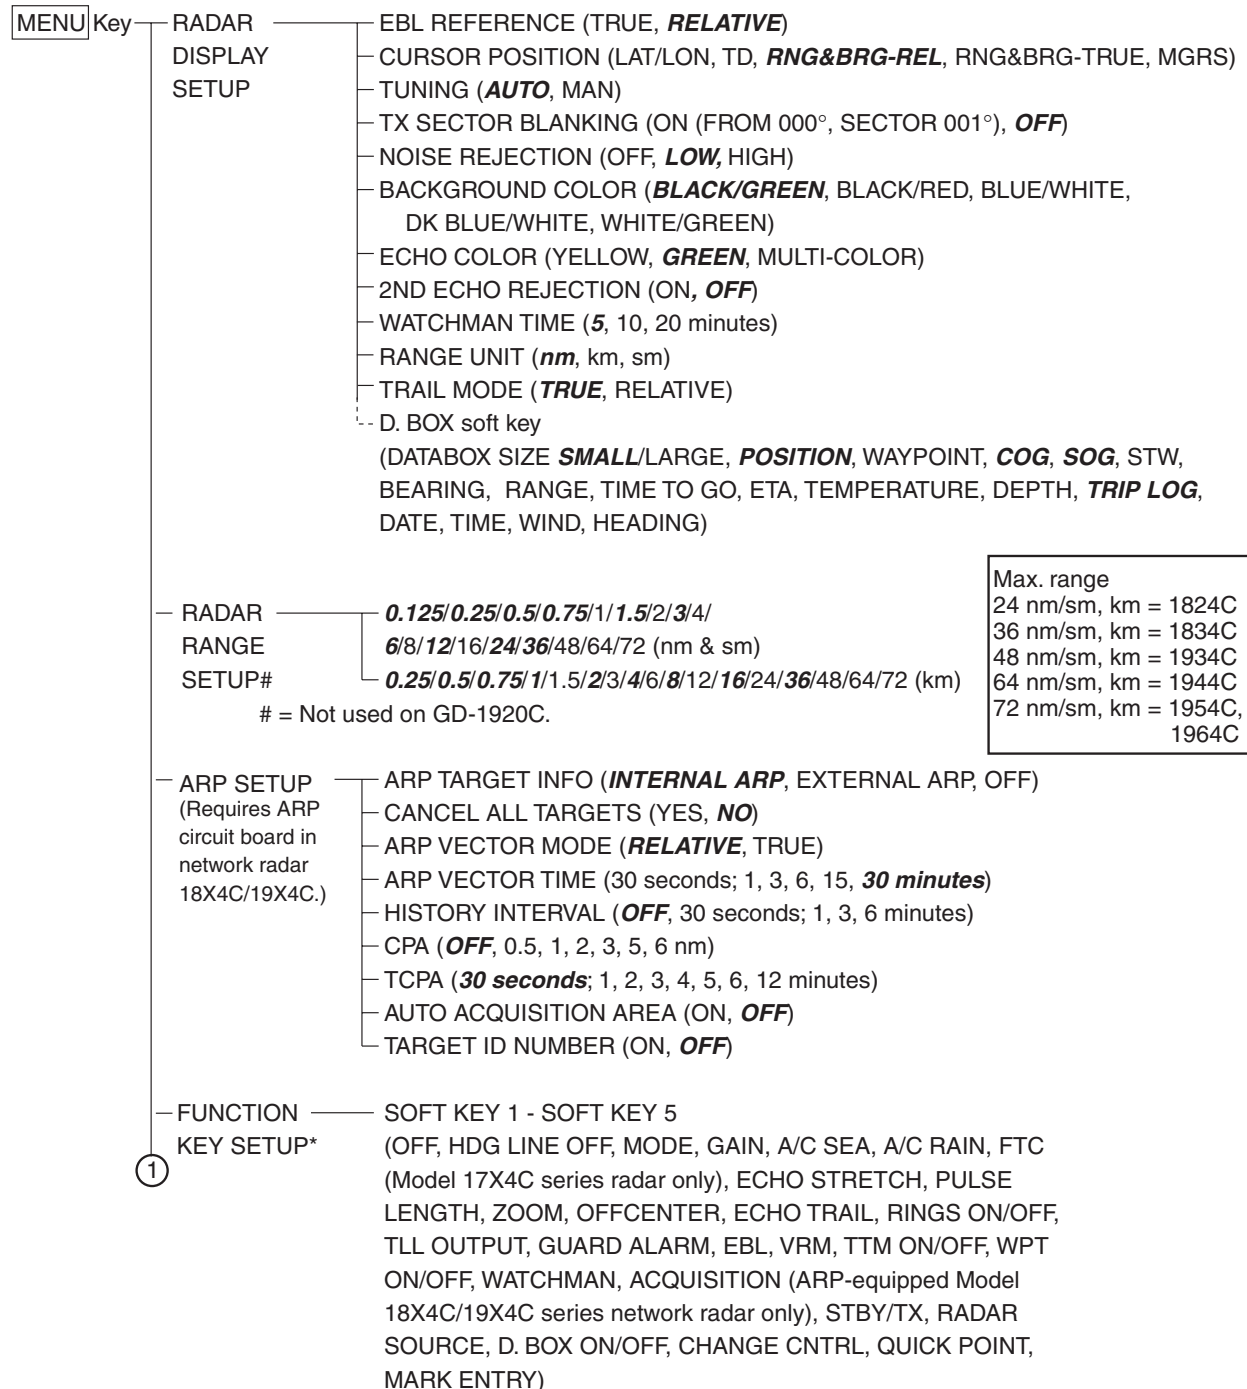 MENU Key
RADAR
DISPLAY
SETUP
EBL REFERENCE (TRUE, RELATIVE)
CURSOR POSITION (LAT/LON, TD, RNG&BRG-REL, RNG&BRG-TRUE, MGRS)
TUNING (AUTO, MAN)
TX SECTOR BLANKING (ON (FROM 000°, SECTOR 001°), OFF)
NOISE REJECTION (OFF, LOW, HIGH)
BACKGROUND COLOR (BLACK/GREEN, BLACK/RED, BLUE/WHITE,
DK BLUE/WHITE, WHITE/GREEN)
ECHO COLOR (YELLOW, GREEN, MULTI-COLOR)
2ND ECHO REJECTION (ON, OFF)
WATCHMAN TIME (5, 10, 20 minutes)
RANGE UNIT (nm, km, sm)
TRAIL MODE (TRUE, RELATIVE)
D. BOX soft key
(DATABOX SIZE SMALL/LARGE, POSITION, WAYPOINT, COG, SOG, STW,
BEARING, RANGE, TIME TO GO, ETA, TEMPERATURE, DEPTH, TRIP LOG,
DATE, TIME, WIND, HEADING)
RADAR
RANGE
SETUP#
0.125/0.25/0.5/0.75/1/1.5/2/3/4/
6/8/12/16/24/36/48/64/72 (nm & sm)
0.25/0.5/0.75/1/1.5/2/3/4/6/8/12/16/24/36/48/64/72 (km)
# = Not used on GD-1920C.
Max. range
24 nm/sm, km = 1824C
36 nm/sm, km = 1834C
48 nm/sm, km = 1934C
64 nm/sm, km = 1944C
72 nm/sm, km = 1954C,
1964C
ARP SETUP
(Requires ARP
circuit board in
network radar
18X4C/19X4C.)
ARP TARGET INFO (INTERNAL ARP, EXTERNAL ARP, OFF)
CANCEL ALL TARGETS (YES, NO)
ARP VECTOR MODE (RELATIVE, TRUE)
ARP VECTOR TIME (30 seconds; 1, 3, 6, 15, 30 minutes)
HISTORY INTERVAL (OFF, 30 seconds; 1, 3, 6 minutes)
CPA (OFF, 0.5, 1, 2, 3, 5, 6 nm)
TCPA (30 seconds; 1, 2, 3, 4, 5, 6, 12 minutes)
AUTO ACQUISITION AREA (ON, OFF)
TARGET ID NUMBER (ON, OFF)
FUNCTION
KEY SETUP*
SOFT KEY 1 - SOFT KEY 5
(OFF, HDG LINE OFF, MODE, GAIN, A/C SEA, A/C RAIN, FTC
(Model 17X4C series radar only), ECHO STRETCH, PULSE
LENGTH, ZOOM, OFFCENTER, ECHO TRAIL, RINGS ON/OFF,
TLL OUTPUT, GUARD ALARM, EBL, VRM, TTM ON/OFF, WPT
ON/OFF, WATCHMAN, ACQUISITION (ARP-equipped Model
18X4C/19X4C series network radar only), STBY/TX, RADAR
SOURCE, D. BOX ON/OFF, CHANGE CNTRL, QUICK POINT,
MARK ENTRY)
1